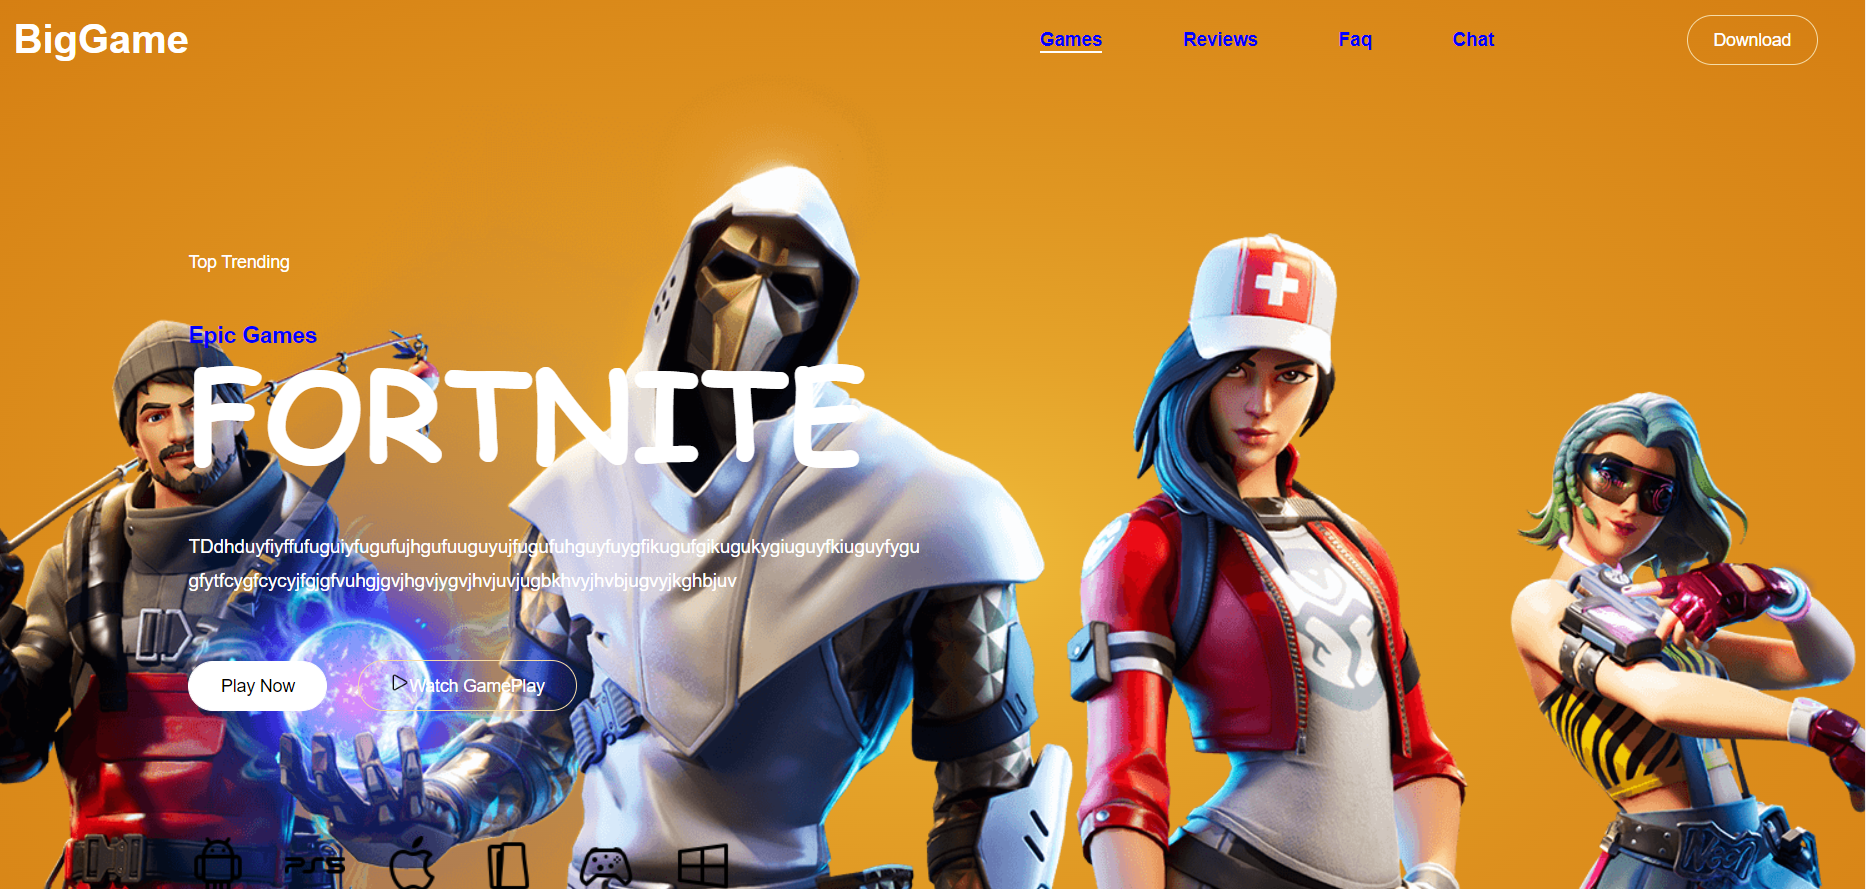 BigGame
Games Reviews Faq Chat Download
Top Trending
Epic Games
FORTNITE
TDdhduyfiyffufuguiyfugufujhgufuuguyujfugufuhguyfuygfikugufgikugukygiuguyfkiuguyfygu
gfytfcygfcycyjfgjgfvuhgjgvjhgvjygvjhvjuvjugbkhvyjhvbjugvyjkghbjuv
Play Now Watch GamePlay
PS5